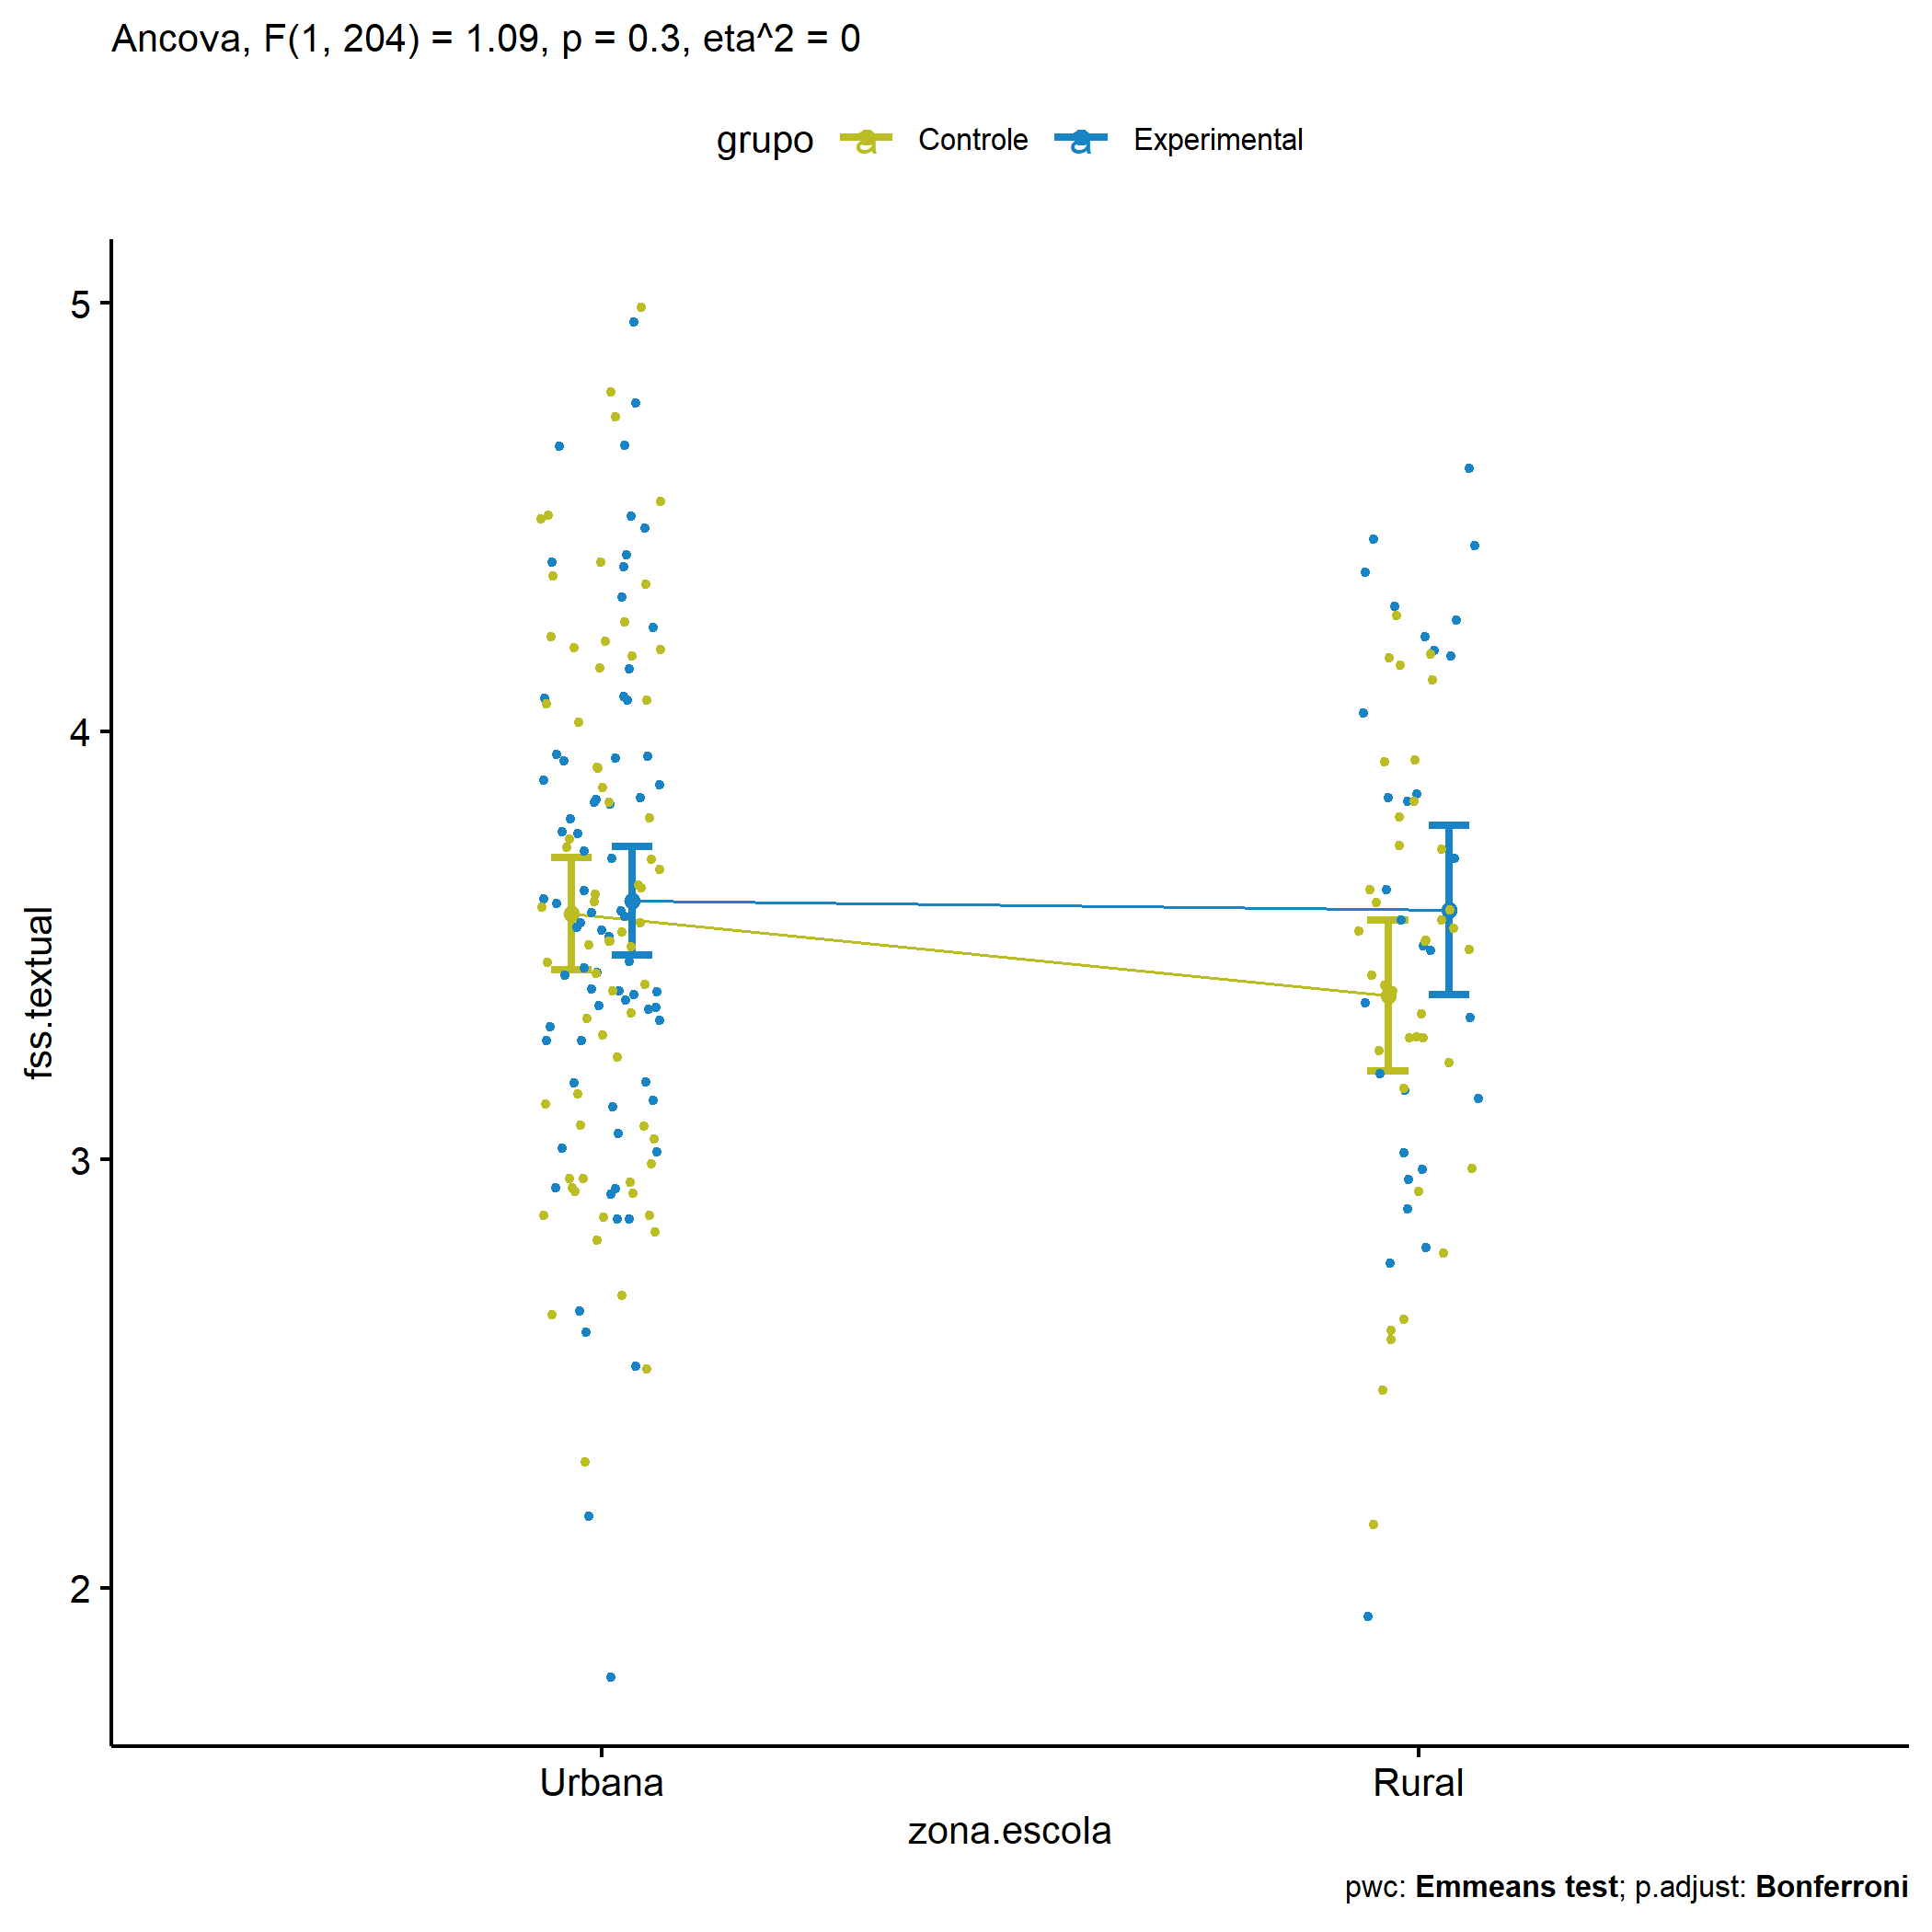 Ancova, F(1, 204) = 1.09, p = 0.3, eta^2 = 0
grupo a Controle a Experimental
5
4
3
2
fss.textual
Urbana Rural
zona.escola
pwc: Emmeans test; p.adjust: Bonferroni